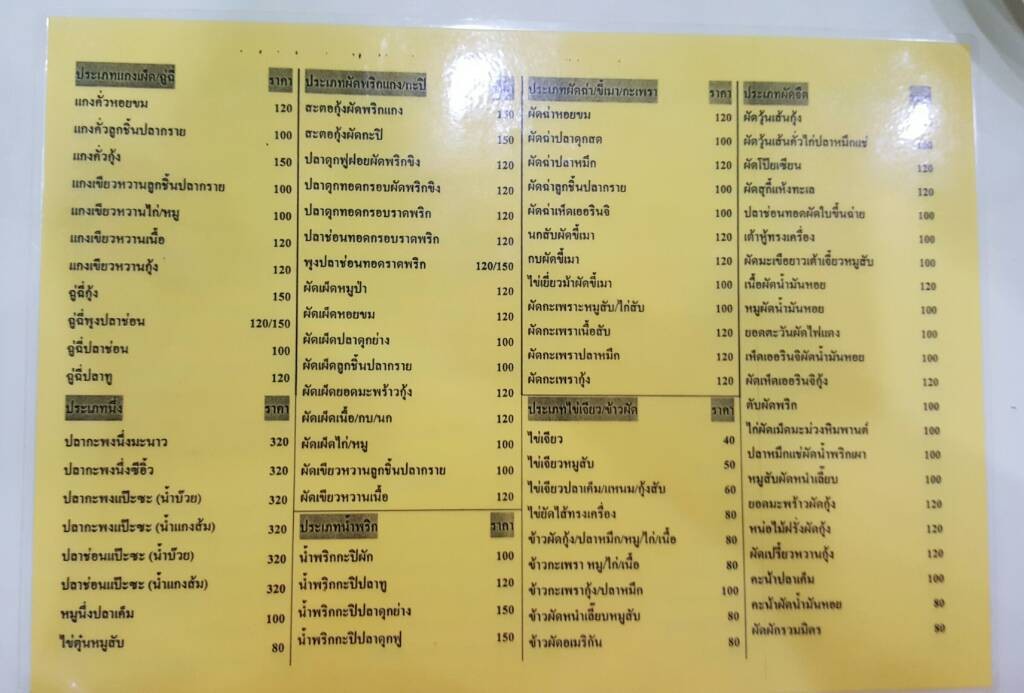 ประเภทแกงเผ็ด/ฉู่ฉี่ ราคา
แกงคั่วหอยขม 120
แกงคั่วลูกชิ้นปลากราย 100
แกงคั่วกุ้ง 150
แกงเขียวหวานลูกชิ้นปลากราย 100
แกงเขียวหวานไก่/หมู 100
แกงเขียวหวานเนื้อ 120
แกงเขียวหวานกุ้ง 120
ฉู่ฉี่กุ้ง 150
ฉู่ฉี่พุงปลาช่อน 120/150
ฉู่ฉี่ปลาช่อน 100
ฉู่ฉี่ปลาทู 120
ประเภทนึ่ง ราคา
ปลากะพงนึ่งมะนาว 320
ปลากะพงนึ่งซีอิ้ว 320
ปลากะพงแป๊ะซะ (น้ำบ๊วย) 320
ปลากะพงแป๊ะซะ (น้ำแกงส้ม) 320
ปลาช่อนแป๊ะซะ (น้ำบ๊วย) 320
ปลาช่อนแป๊ะซะ (น้ำแกงส้ม) 320
หมูนึ่งปลาเค็ม 100
ไข่ตุ๋นหมูสับ 80
ประเภทผัดพริกแกง/กะปิ
สะตอกุ้งผัดพริกแกง 150
สะตอกุ้งผัดกะปิ 150
ปลาดุกฟูฝอยผัดพริกขิง 120
ปลาดุกทอดกรอบผัดพริกขิง 120
ปลาดุกทอดกรอบราดพริก 120
ปลาช่อนทอดกรอบราดพริก 120
พุงปลาช่อนทอดราดพริก 120/150
ผัดเผ็ดหมูป่า 120
ผัดเผ็ดหอยขม 120
ผัดเผ็ดปลาดุกย่าง 100
ผัดเผ็ดลูกชิ้นปลากราย 100
ผัดเผ็ดยอดมะพร้าวกุ้ง 120
ผัดเผ็ดเนื้อ/กบ/นก 120
ผัดเผ็ดไก่/หมู 100
ผัดเขียวหวานลูกชิ้นปลากราย 100
ผัดเขียวหวานเนื้อ 120
ประเภทน้ำพริก ราคา
น้ำพริกกะปิผัก 100
น้ำพริกกะปิปลาทู 120
น้ำพริกกะปิปลาดุกย่าง 150
น้ำพริกกะปิปลาดุกฟู 150
ประเภทผัดฉ่า/ขี้เมา/กะเพรา ราคา
ผัดฉ่าหอยขม 120
ผัดฉ่าปลาดุกสด 100
ผัดฉ่าปลาหมึก 120
ผัดฉ่าลูกชิ้นปลากราย 100
ผัดฉ่าเห็ดเออรินจิ 100
นกสับผัดขี้เมา 120
กบผัดขี้เมา 120
ไข่เยี่ยวม้าผัดขี้เมา 100
ผัดกะเพราะหมูสับ/ไก่สับ 100
ผัดกะเพราเนื้อสับ 120
ผัดกะเพราปลาหมึก 120
ผัดกะเพรากุ้ง 120
ประเภทไข่เจียว/ข้าวผัด ราคา
ไข่เจียว 40
ไข่เจียวหมูสับ 50
ไข่เจียวปลาเค็ม/แหนม/กุ้งสับ 60
ไข่ยัดไส้ทรงเครื่อง 80
ข้าวผัดกุ้ง/ปลาหมึก/หมู/ไก่/เนื้อ 80
ข้าวกะเพรา หมู/ไก่/เนื้อ 80
ข้าวกะเพรากุ้ง/ปลาหมึก 100
ข้าวผัดหนำเลี๊ยบหมูสับ 80
ข้าวผัดอเมริกัน 80
ประเภทผัดจืด
ผัดวุ้นเส้นกุ้ง
ผัดวุ้นเส้นคั่วไก่ปลาหมึกแช่
ผัดโป๊ยเซียน 120
ผัดสุกี้แห้งทะเล 120
ปลาช่อนทอดผัดใบขึ้นฉ่าย 100
เต้าหู้ทรงเครื่อง 100
ผัดมะเขือยาวเต้าเจี้ยวหมูสับ 100
เนื้อผัดน้ำมันหอย 120
หมูผัดน้ำมันหอย 100
ยอดตะวันผัดไฟแดง 100
เห็ดเออรินจิผัดน้ำมันหอย 100
ผัดเห็ดเออรินจิกุ้ง 120
ตับผัดพริก 100
ไก่ผัดเม็ดมะม่วงหิมพานต์ 100
ปลาหมึกแช่ผัดน้ำพริกเผา 100
หมูสับผัดหนำเลี๊ยบ 100
ยอดมะพร้าวผัดกุ้ง 120
หน่อไม้ฝรั่งผัดกุ้ง 120
ผัดเปรี้ยวหวานกุ้ง 120
คะน้าปลาเค็ม 100
คะน้าผัดน้ำมันหอย 80
ผัดผักรวมมิตร 80